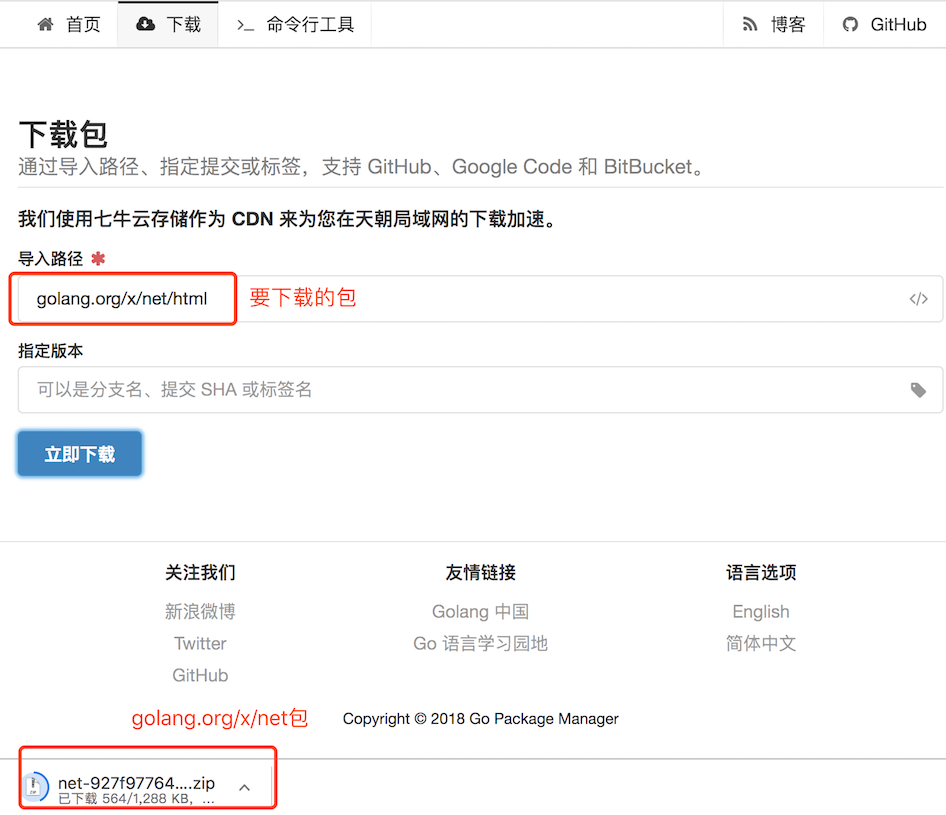 首页
下载
>_ 命令行工具
博客
GitHub
下载包
通过导入路径、指定提交或标签，支持 GitHub、Google Code 和 BitBucket。
我们使用七牛云存储作为 CDN 来为您在天朝局域网的下载加速。
导入路径 ✱
golang.org/x/net/html
要下载的包
</>
指定版本
可以是分支名、提交 SHA 或标签名
立即下载
关注我们
新浪微博
Twitter
GitHub
友情链接
Golang 中国
Go 语言学习园地
语言选项
English
简体中文
golang.org/x/net包
Copyright © 2018 Go Package Manager
ZIP
net-927f97764....zip
已下载 564/1,288 KB，...